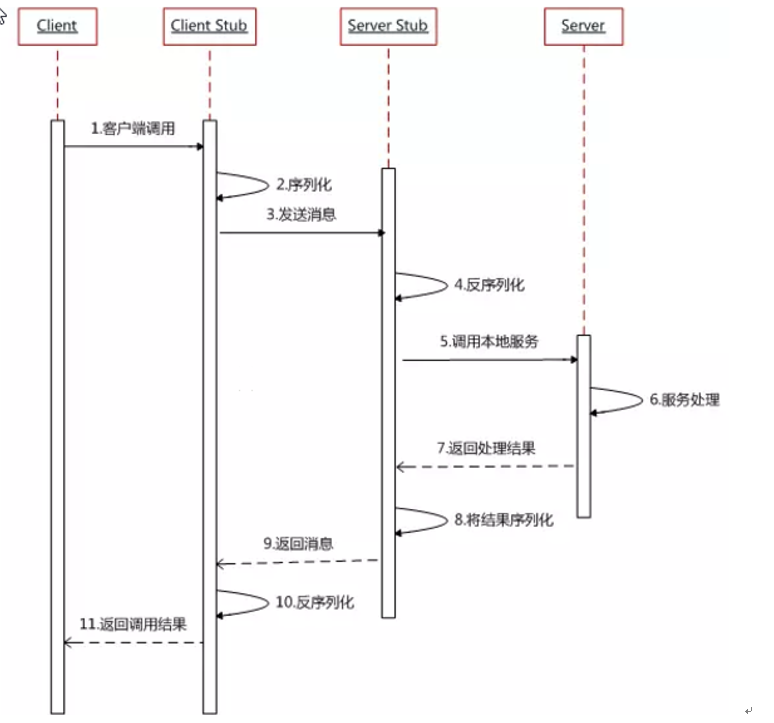 Client
Client Stub
Server Stub
Server
1.客户端调用
2.序列化
3.发送消息
4.反序列化
5.调用本地服务
6.服务处理
7.返回处理结果
8.将结果序列化
9.返回消息
10.反序列化
11.返回调用结果